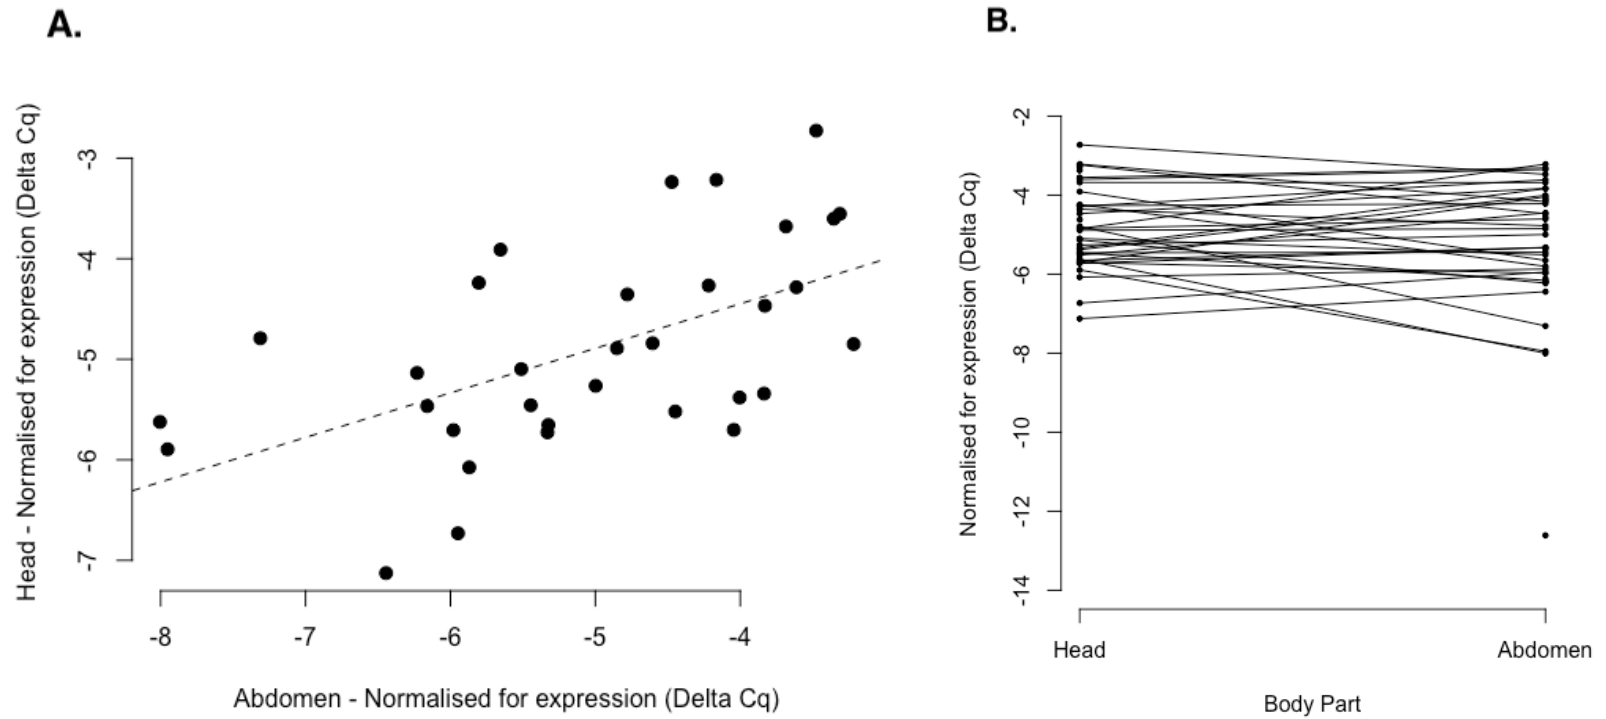 A.
Head - Normalised for expression (Delta Cq)
-3
-4
-5
-6
-7
-8 -7 -6 -5 -4
Abdomen - Normalised for expression (Delta Cq)
B.
Normalised for expression (Delta Cq)
-2
-4
-6
-8
-10
-12
-14
Head Abdomen
Body Part